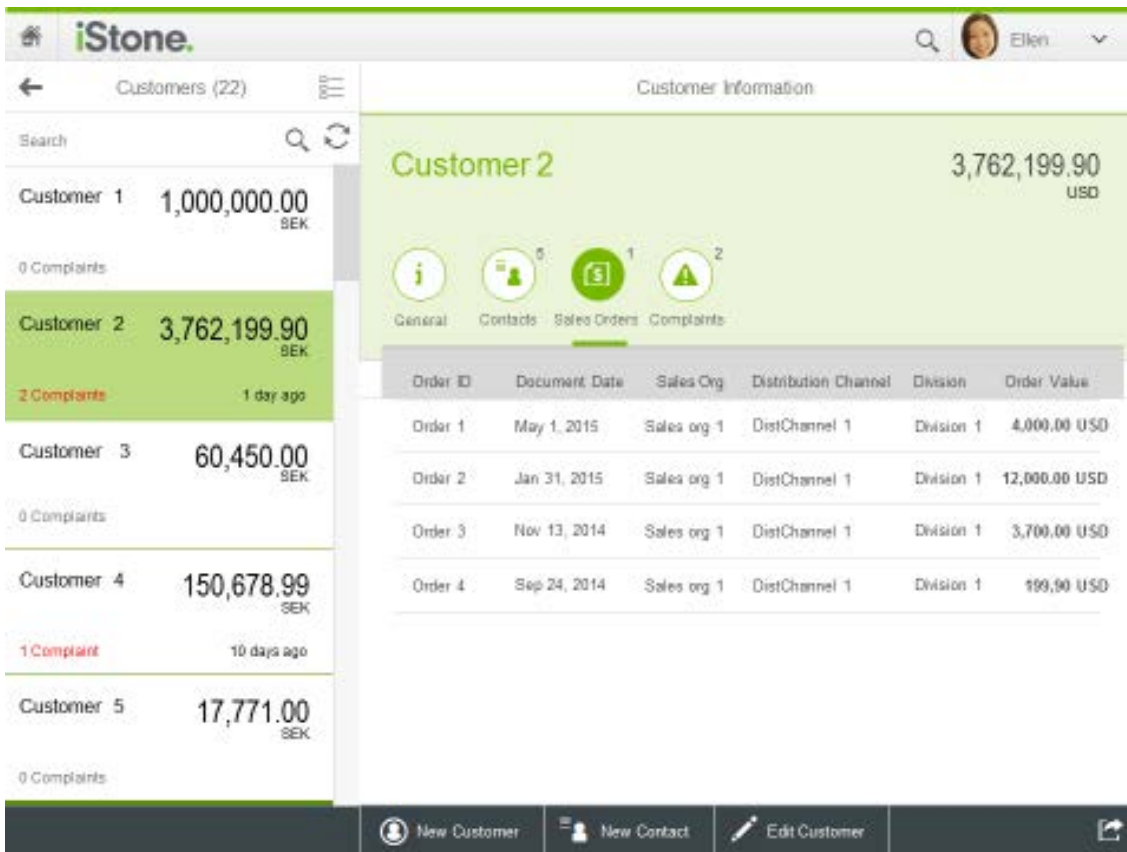 iStone.
Ellen
Customers (22)
Search
Customer 1
1,000,000.00
SEK
0 Complaints
Customer 2
3,762,199.90
SEK
2 Complaints
1 day ago
Customer 3
60,450.00
SEK
0 Complaints
Customer 4
150,678.99
SEK
1 Complaint
10 days ago
Customer 5
17,771.00
SEK
0 Complaints
Customer Information
Customer 2
3,762,199.90
USD
5 1 2
General Contacts Sales Orders Complaints
Order ID Document Date Sales Org Distribution Channel Division Order Value
Order 1 May 1, 2015 Sales org 1 DistChannel 1 Division 1 4,000.00 USD
Order 2 Jan 31, 2015 Sales org 1 DistChannel 1 Division 1 12,000.00 USD
Order 3 Nov 13, 2014 Sales org 1 DistChannel 1 Division 1 3,700.00 USD
Order 4 Sep 24, 2014 Sales org 1 DistChannel 1 Division 1 199,90 USD
New Customer New Contact Edit Customer